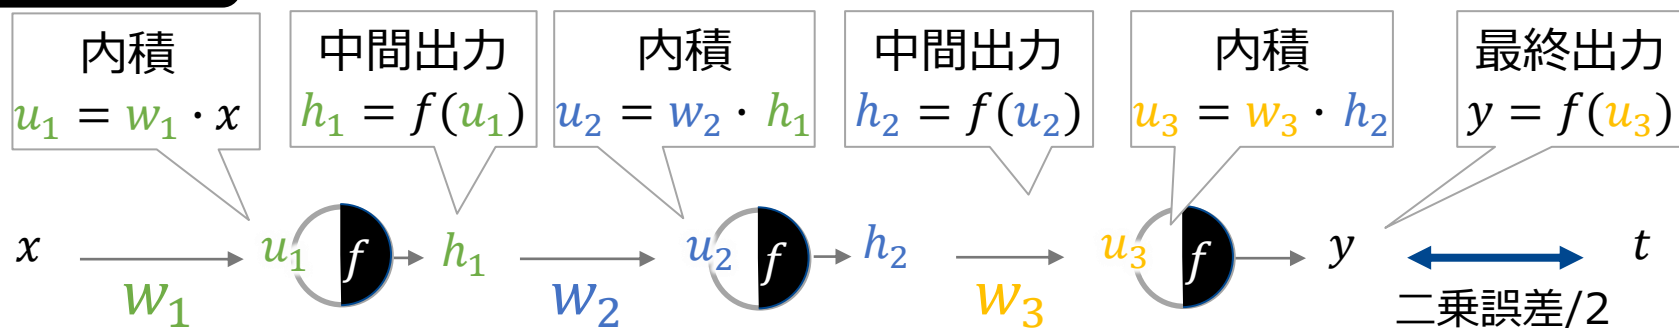 内積
u₁ = w₁ · x
中間出力
h₁ = f(u₁)
内積
u₂ = w₂ · h₁
中間出力
h₂ = f(u₂)
内積
u₃ = w₃ · h₂
最終出力
y = f(u₃)
x
w₁
u₁
f
h₁
w₂
u₂
f
h₂
w₃
u₃
f
y
t
二乗誤差/2